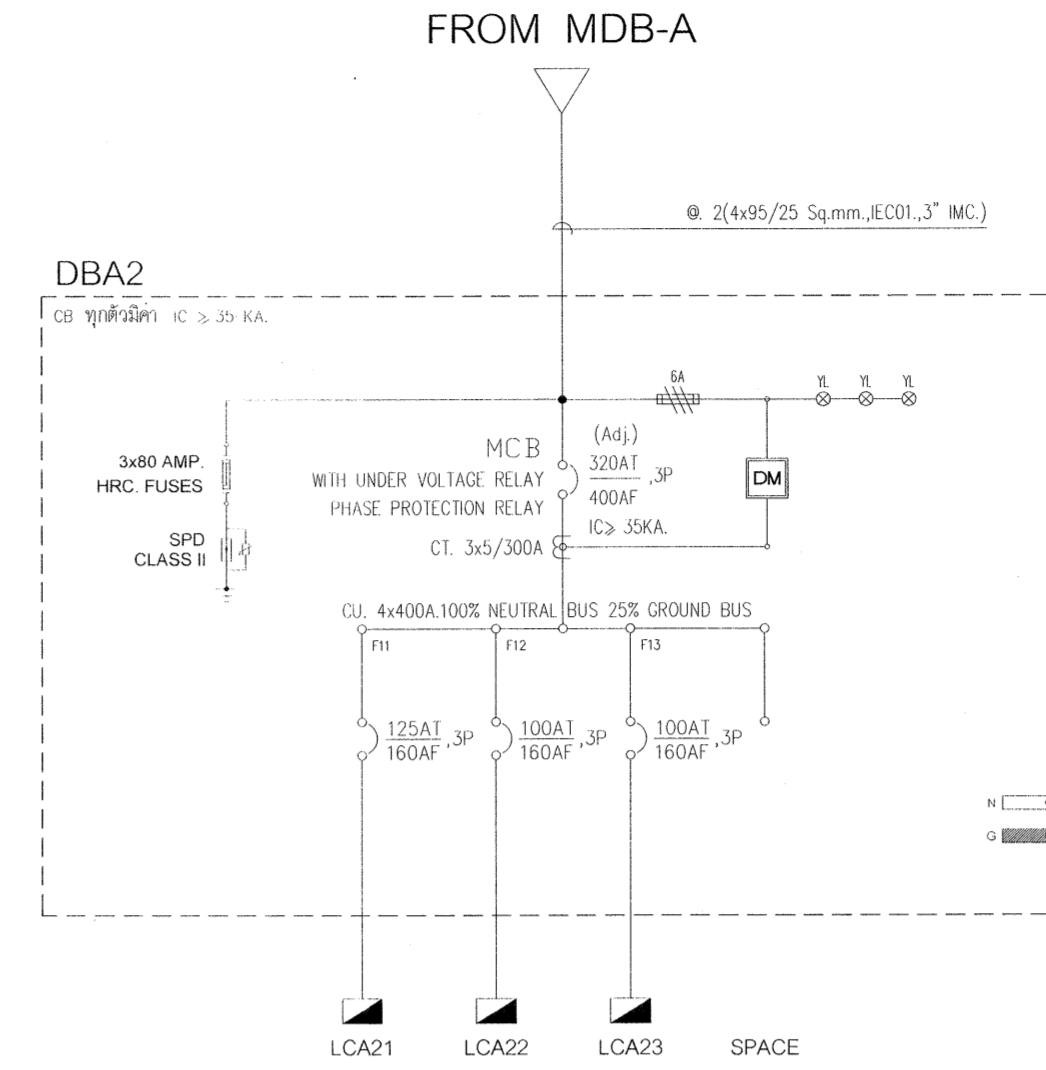 FROM MDB-A
@. 2(4x95/25 Sq.mm.,IEC01.,3" IMC.)
DBA2
CB ทุกตัวมีค่า IC ⩾ 35 KA.
6A
YL YL YL
3x80 AMP.
HRC. FUSES
SPD
CLASS II
MCB
WITH UNDER VOLTAGE RELAY
PHASE PROTECTION RELAY
(Adj.)
320AT
400AF ,3P
IC⩾ 35KA.
DM
CT. 3x5/300A
CU. 4x400A.100% NEUTRAL BUS 25% GROUND BUS
F11 F12 F13
125AT
160AF ,3P
100AT
160AF ,3P
100AT
160AF ,3P
N
G
LCA21 LCA22 LCA23 SPACE